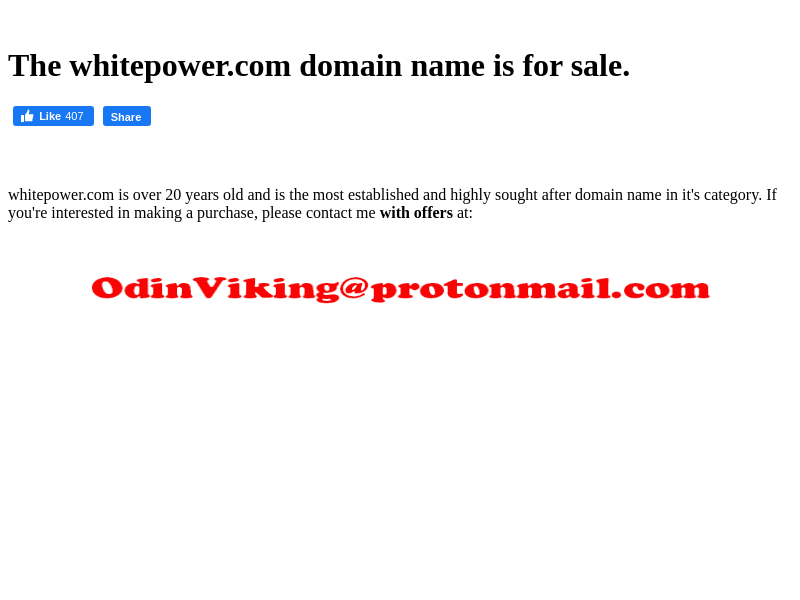 The whitepower.com domain name is for sale.
Like 407 Share
whitepower.com is over 20 years old and is the most established and highly sought after domain name in it's category. If
you're interested in making a purchase, please contact me with offers at:
OdinViking@protonmail.com